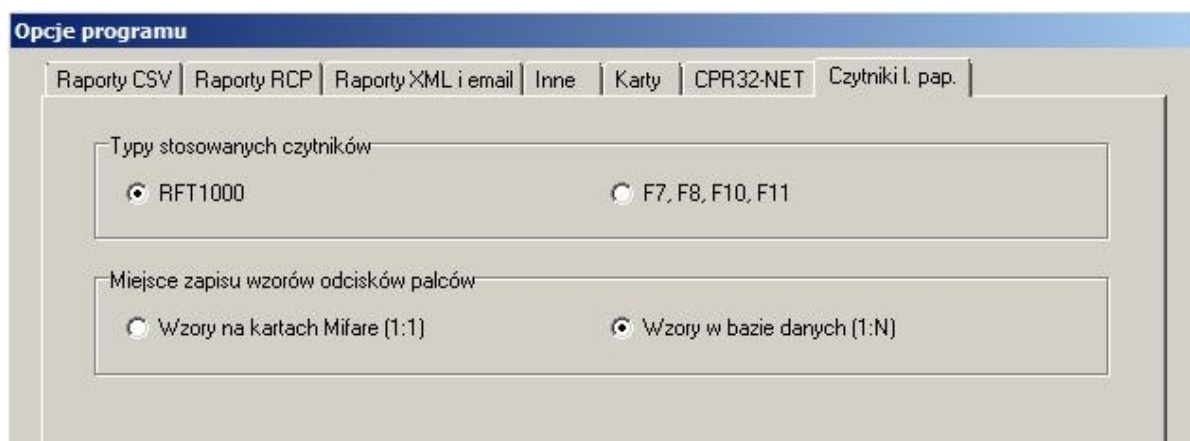 Opcje programu
Raporty CSV Raporty RCP Raporty XML i email Inne Karty CPR32-NET Czytniki l. pap.
Typy stosowanych czytników
RFT1000 F7, F8, F10, F11
Miejsce zapisu wzorów odcisków palców
Wzory na kartach Mifare (1:1) Wzory w bazie danych (1:N)